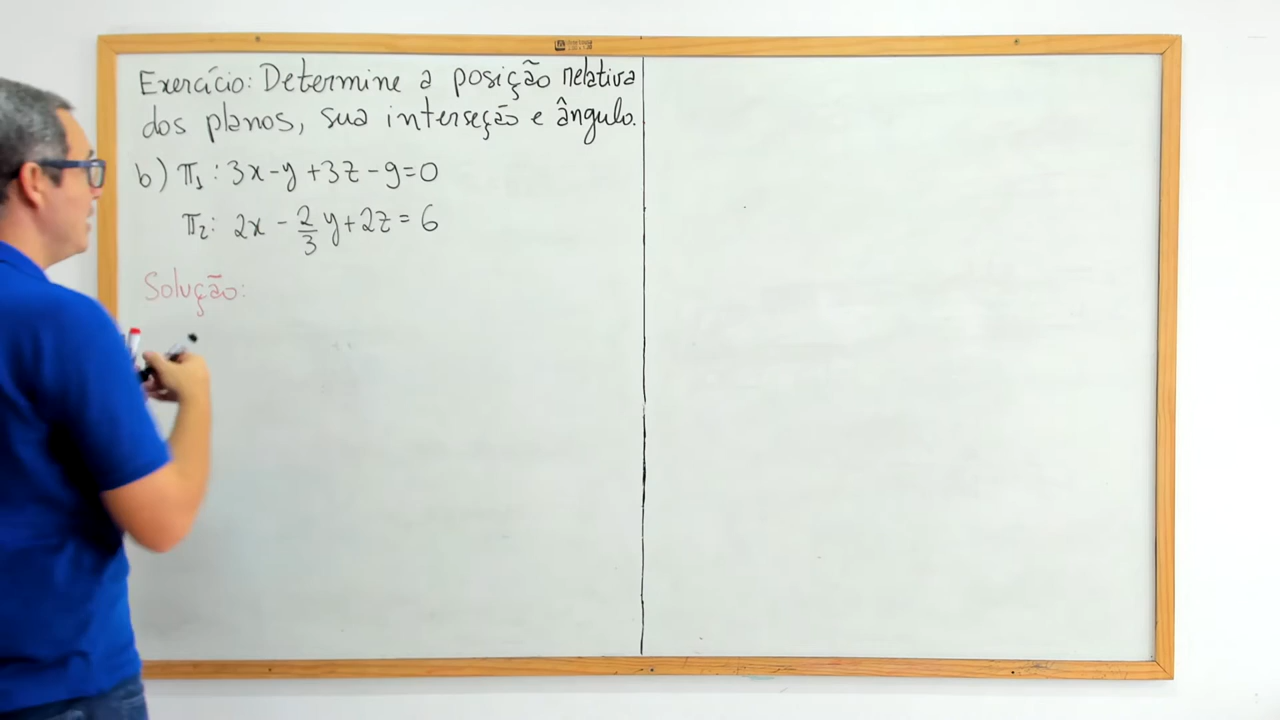 Exercício: Determine a posição relativa
dos planos, sua interseção e ângulo.
b) π₁: 3x-y+3z-9=0
π₂: 2x - 2/3 y+2z = 6
Solução: